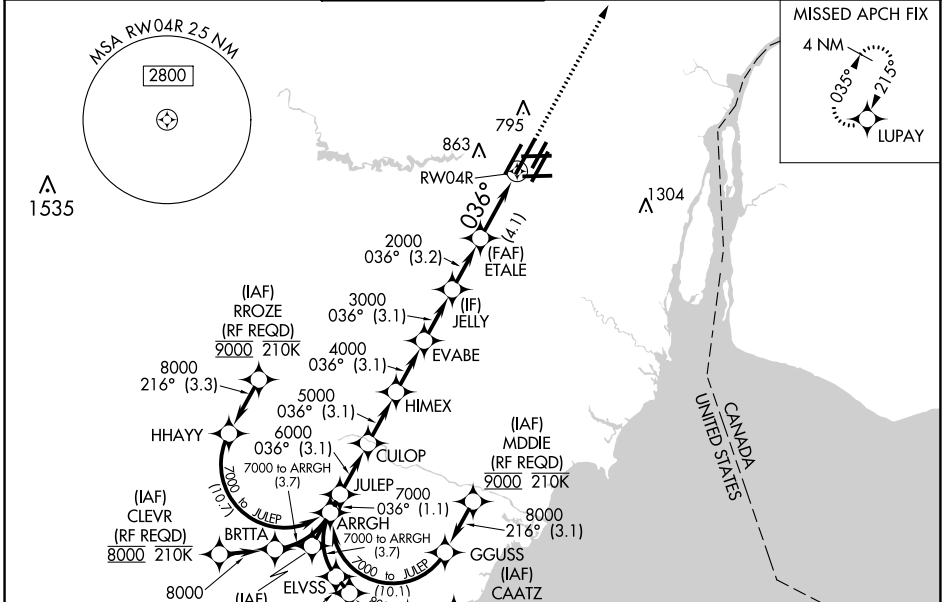 MSA RW04R 25 NM
2800
MISSED APCH FIX
4 NM
035°
215°
LUPAY
795
863
RW04R
1535
1304
036°
(4.1)
2000
036° (3.2)
(FAF)
ETALE
(IAF)
RROZE
(RF REQD)
9000 210K
3000
036° (3.1)
(IF)
JELLY
8000
216° (3.3)
4000
036° (3.1)
EVABE
5000
036° (3.1)
HIMEX
HHAYY
6000
036° (3.1)
CULOP
(IAF)
MDDIE
(RF REQD)
9000 210K
CANADA
UNITED STATES
7000 to JULEP
(10.7)
7000 to ARRGH
(3.7)
JULEP
7000
036° (1.1)
8000
216° (3.1)
(IAF)
CLEVR
(RF REQD)
8000 210K
BRTTA
ARRGH
7000 to ARRGH
(3.7)
GGUSS
7000 to JULEP
(10.1)
8000
(IAF)
ELVSS
(IAF)
CAATZ